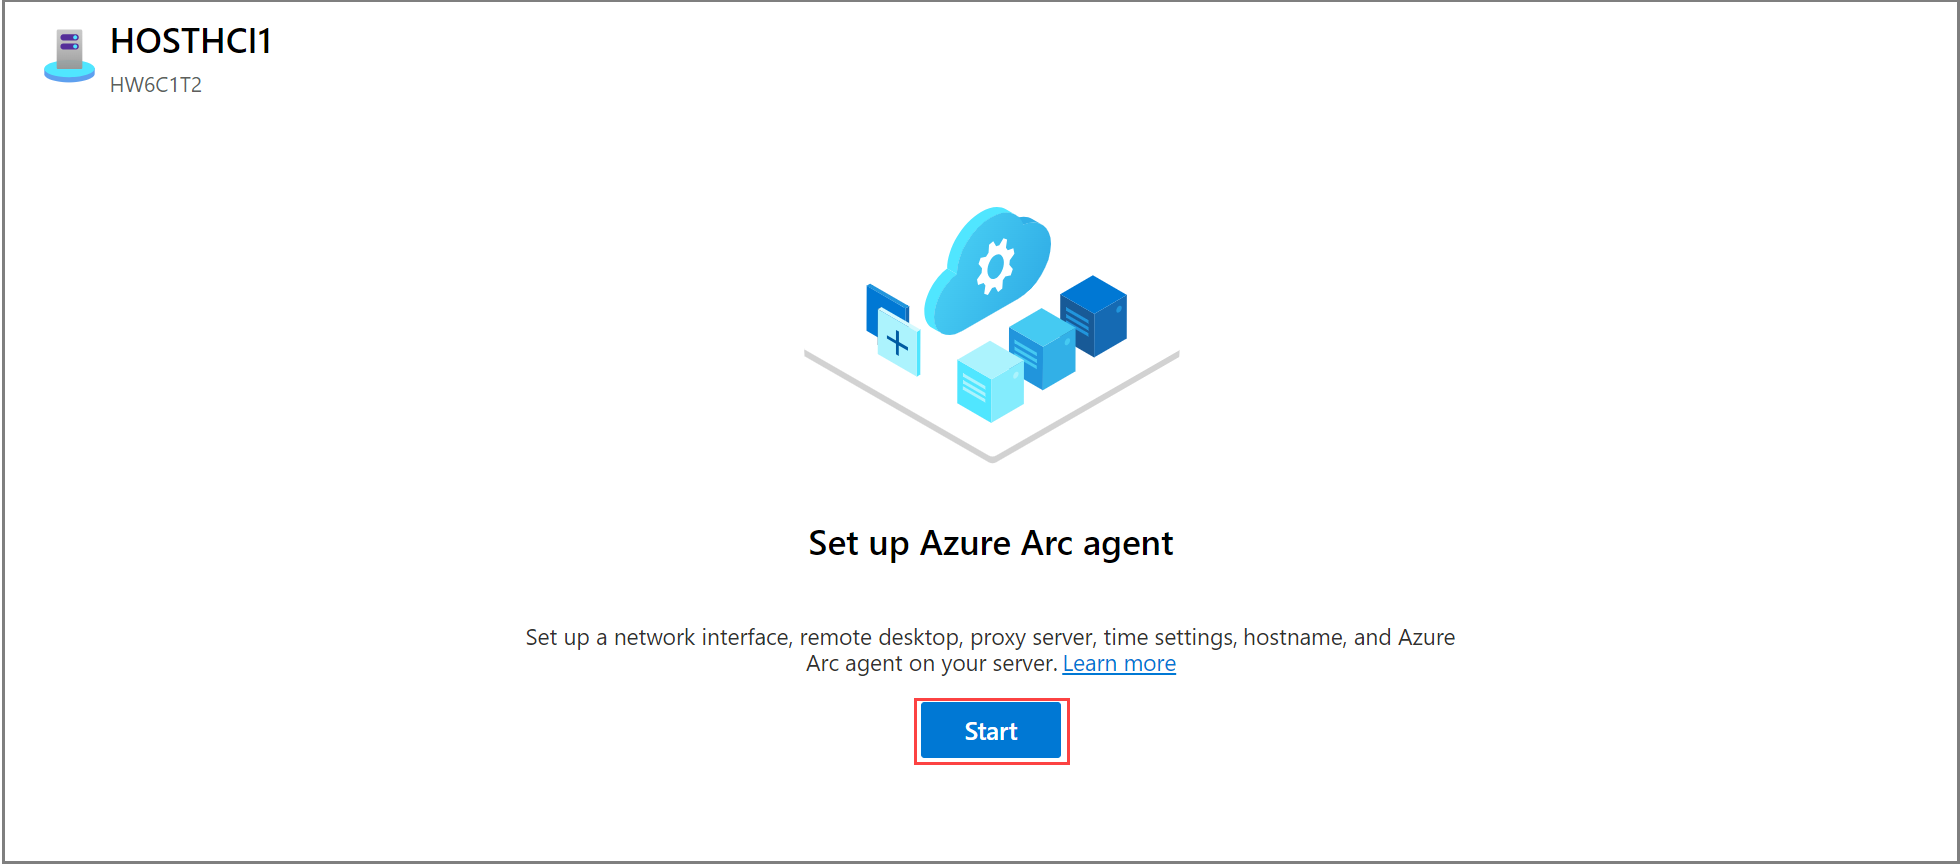 HOSTHCI1
HW6C1T2
Set up Azure Arc agent
Set up a network interface, remote desktop, proxy server, time settings, hostname, and Azure
Arc agent on your server. Learn more
Start